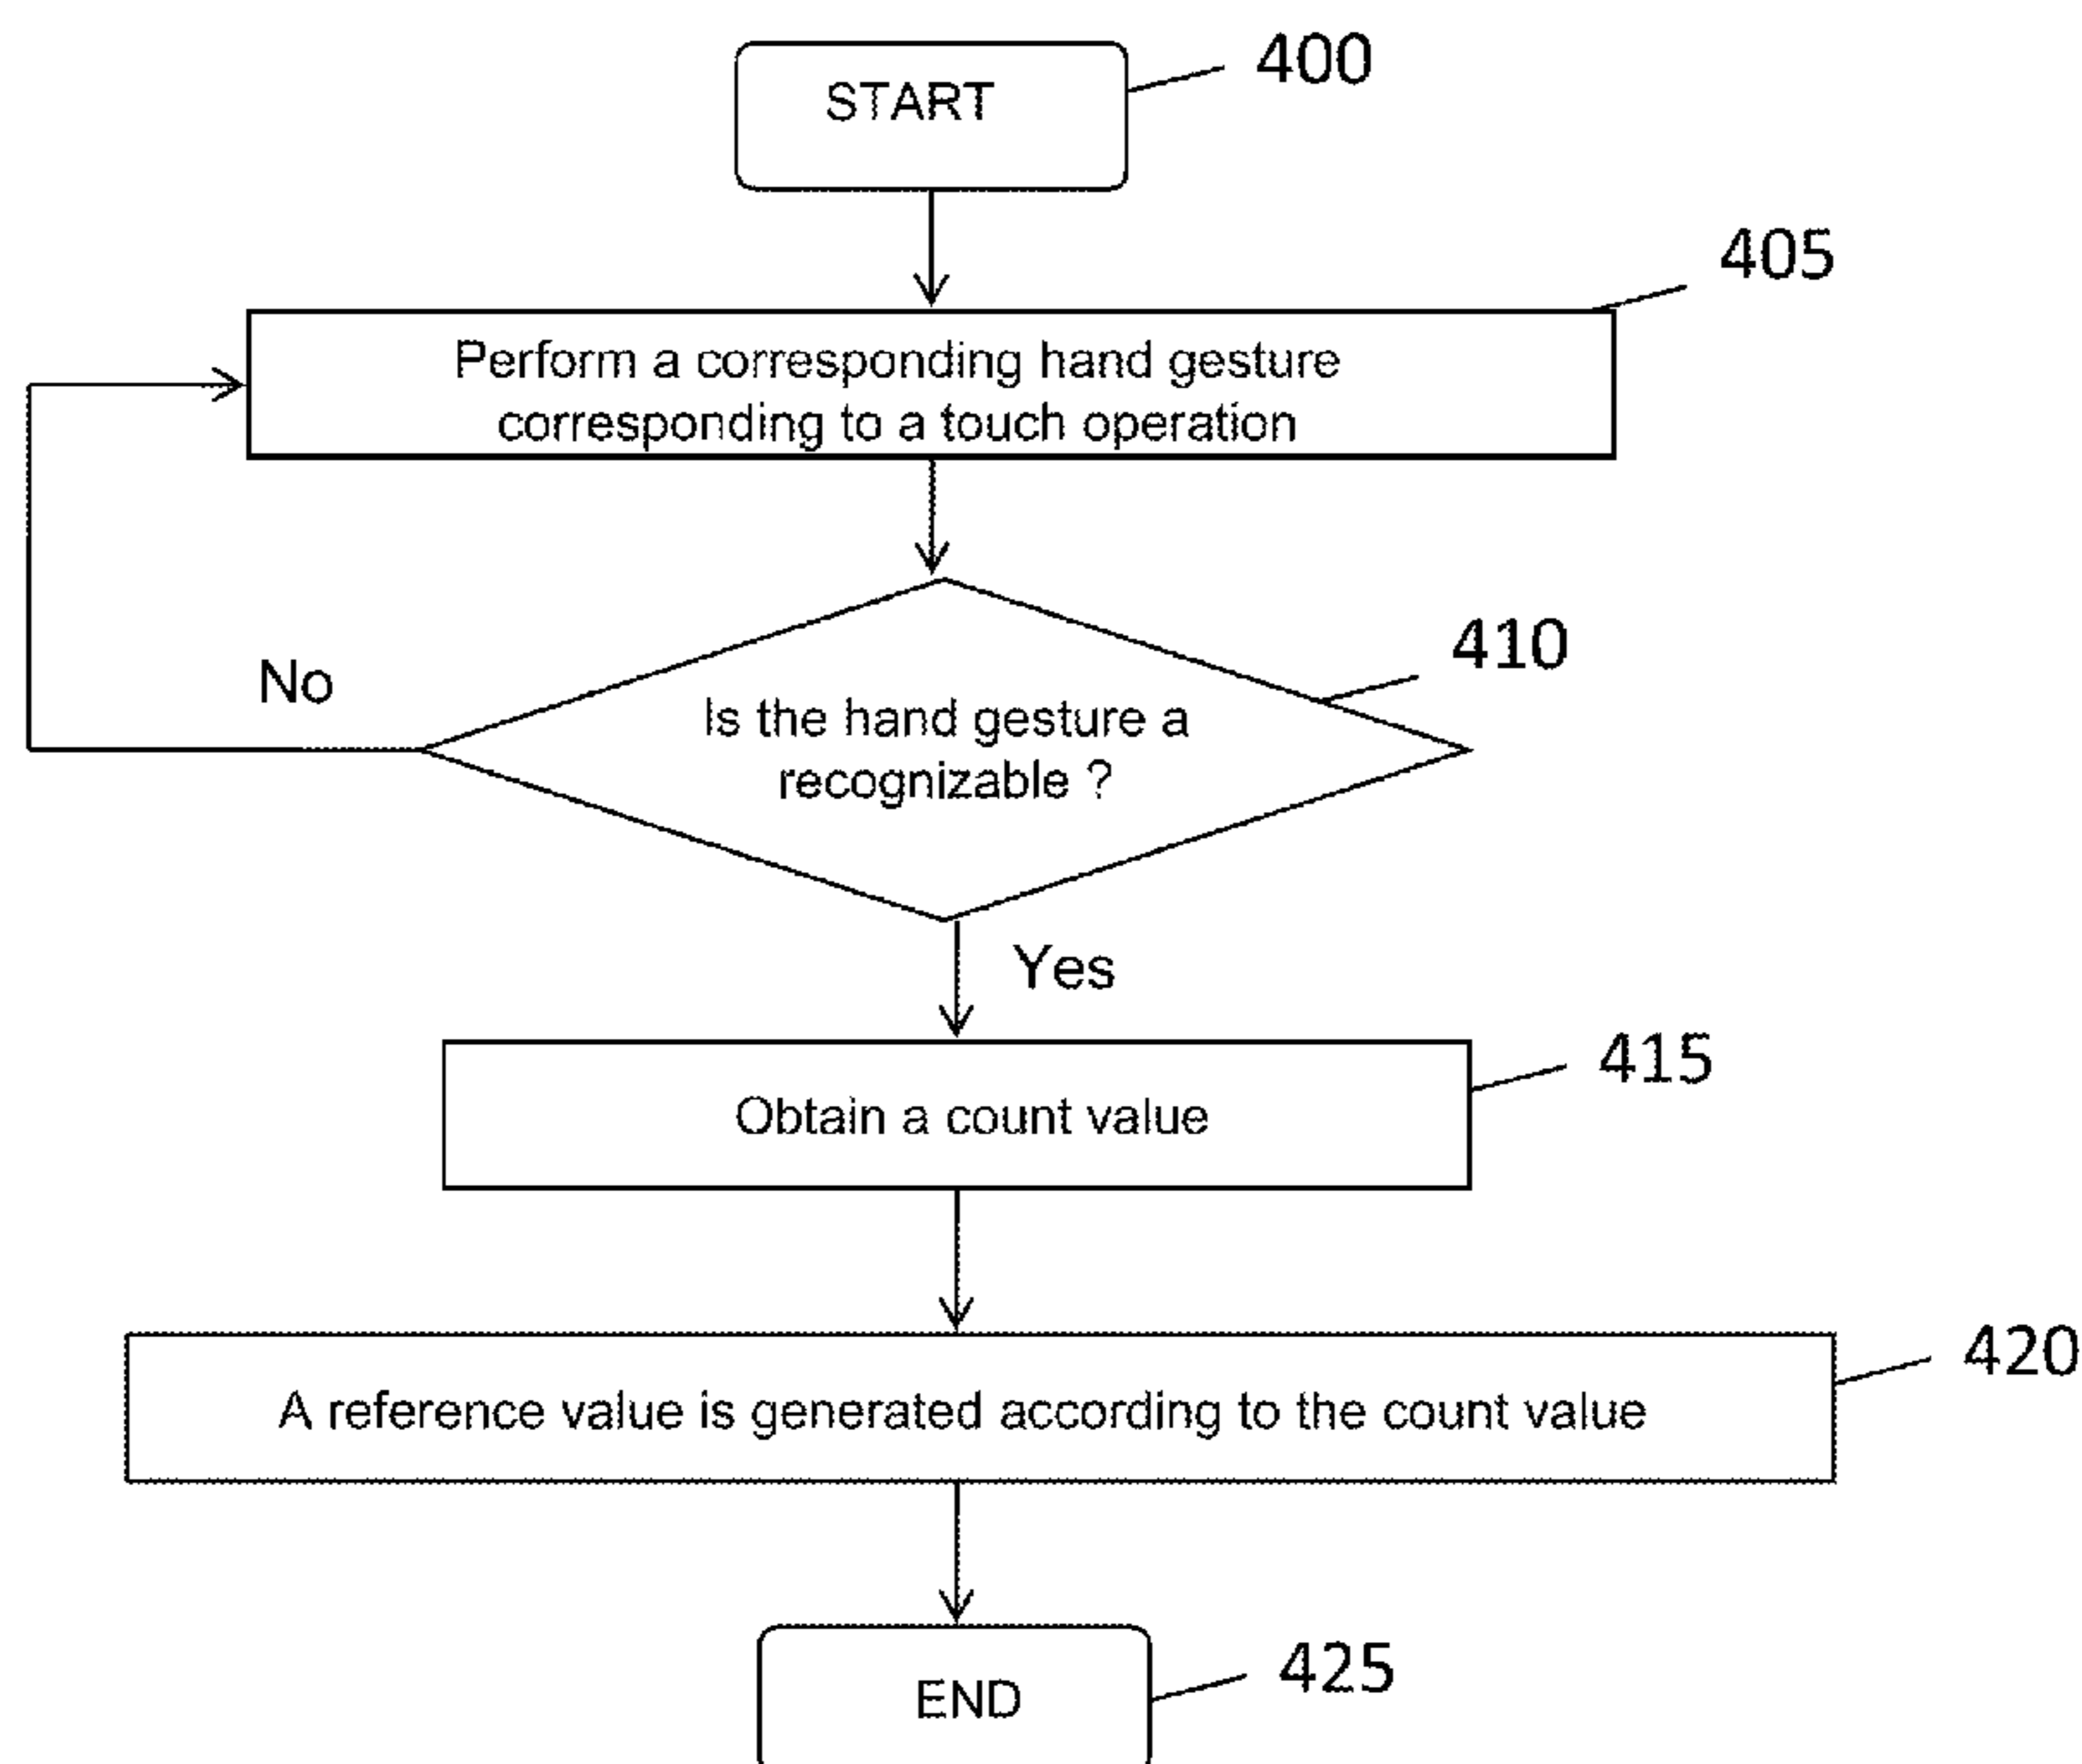 START
400
405
Perform a corresponding hand gesture
corresponding to a touch operation
410
No
Is the hand gesture a
recognizable ?
Yes
415
Obtain a count value
420
A reference value is generated according to the count value
425
END